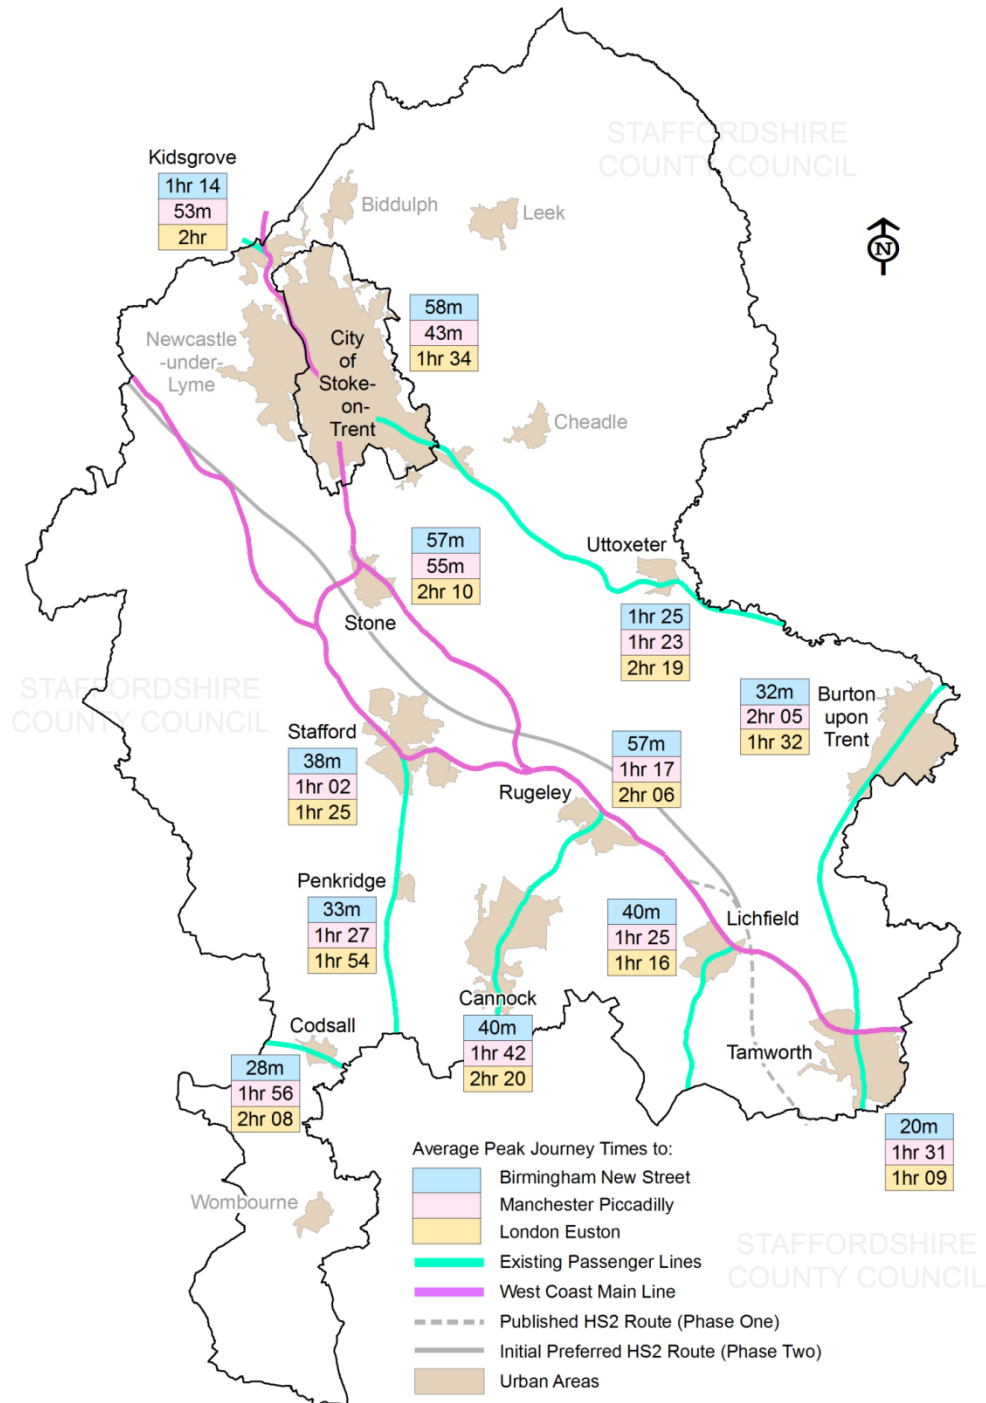 STAFFORDSHIRE
COUNTY COUNCIL
Kidsgrove
1hr 14
53m
2hr
Biddulph
Leek
N
58m
43m
1hr 34
Newcastle
-under-
Lyme
City
of
Stoke-
on-
Trent
Cheadle
57m
55m
2hr 10
Stone
Uttoxeter
1hr 25
1hr 23
2hr 19
STAFFORDSHIRE
COUNTY COUNCIL
Stafford
38m
1hr 02
1hr 25
32m
2hr 05
1hr 32
Burton
upon
Trent
57m
1hr 17
2hr 06
Rugeley
Penkridge
33m
1hr 27
1hr 54
40m
1hr 25
1hr 16
Lichfield
Cannock
40m
1hr 42
2hr 20
Codsall
28m
1hr 56
2hr 08
Tamworth
20m
1hr 31
1hr 09
Wombourne
Average Peak Journey Times to:
Birmingham New Street
Manchester Piccadilly
London Euston
Existing Passenger Lines
West Coast Main Line
Published HS2 Route (Phase One)
Initial Preferred HS2 Route (Phase Two)
Urban Areas
STAFFORDSHIRE
COUNTY COUNCIL